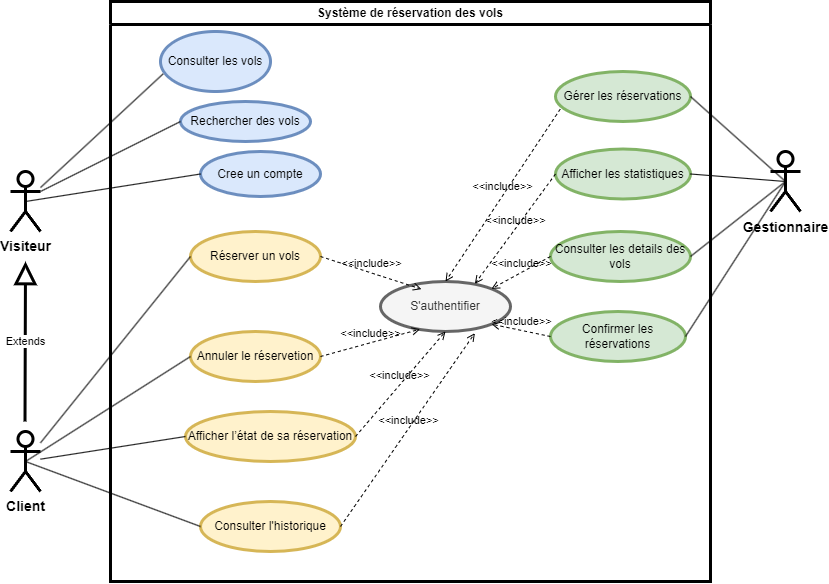 Système de réservation des vols
Consulter les vols
Rechercher des vols
Cree un compte
Visiteur
Extends
Client
Réserver un vols
Annuler le réservetion
Afficher l'état de sa réservation
Consulter l'historique
<<include>>
<<include>>
<<include>>
<<include>>
S'authentifier
<<include>>
<<include>>
<<include>>
<<include>>
Gérer les réservations
Afficher les statistiques
Consulter les details des
vols
Confirmer les
réservations
Gestionnaire